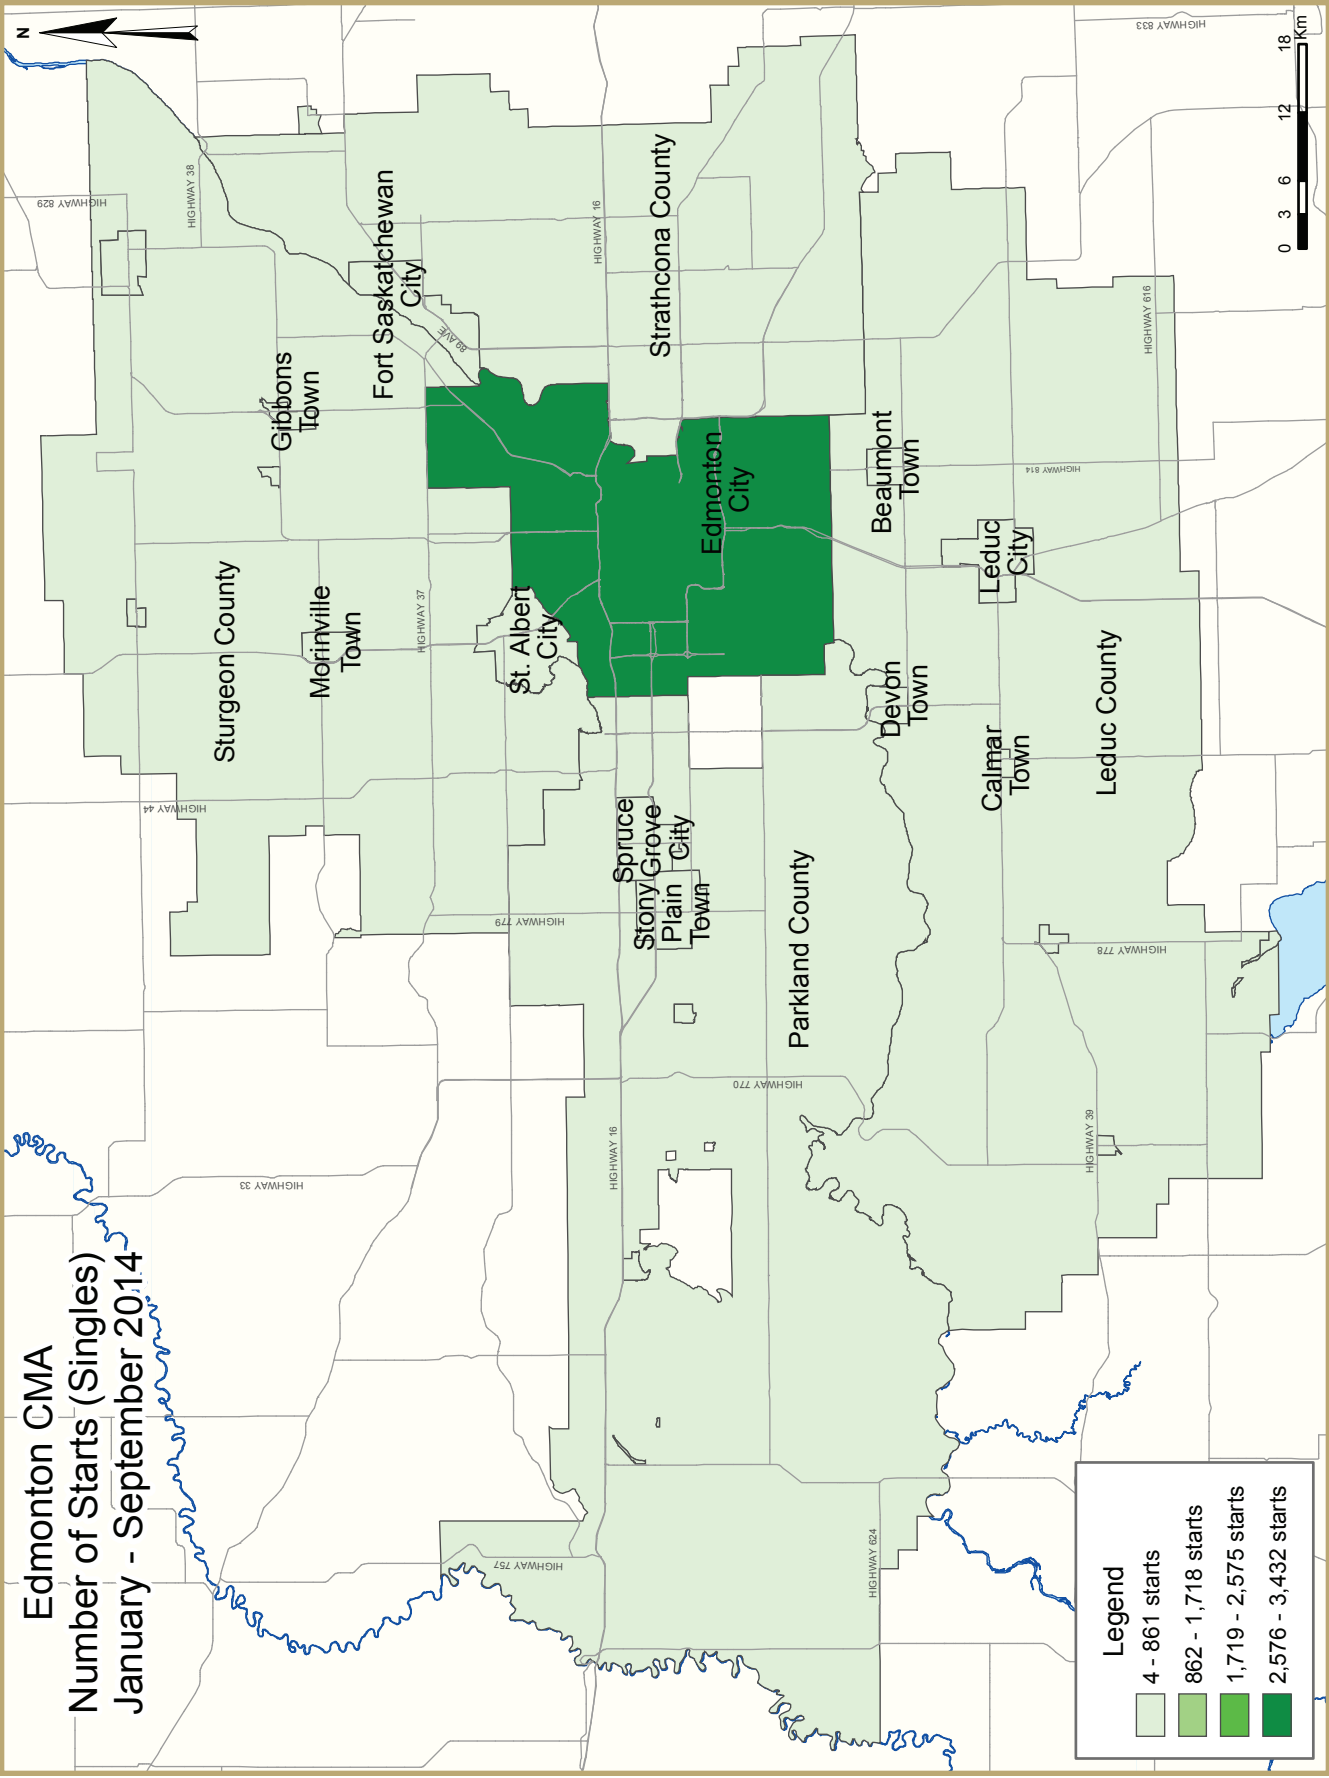 Edmonton CMA
Number of Starts (Singles)
January - September 2014
N
HIGHWAY 829
HIGHWAY 38
HIGHWAY 833
Fort Saskatchewan
City
89 AVE
HIGHWAY 16
Strathcona County
Gibbons
Town
Sturgeon County
Morinville
Town
HIGHWAY 37
HIGHWAY 44
St. Albert
City
Edmonton
City
Beaumont
Town
HIGHWAY 814
HIGHWAY 616
Leduc
City
Leduc County
Devon
Town
Calmar
Town
Spruce
Grove
City
Stony
Plain
Town
HIGHWAY 779
Parkland County
HIGHWAY 778
HIGHWAY 770
HIGHWAY 39
HIGHWAY 16
HIGHWAY 33
HIGHWAY 757
HIGHWAY 624
Legend
4 - 861 starts
862 - 1,718 starts
1,719 - 2,575 starts
2,576 - 3,432 starts
0 3 6 12 18
Km